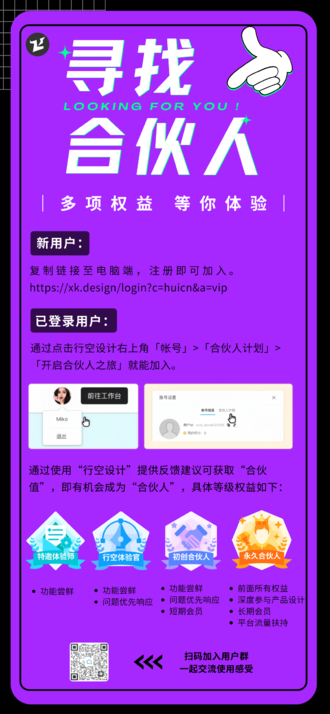 寻找
LOOKING FOR YOU !
合伙人
多项权益 等你体验
新用户：
复制链接至电脑端，注册即可加入。
https://xk.design/login?c=huicn&a=vip
已登录用户：
通过点击行空设计右上角「帐号」>「合伙人计划」>
「开启合伙人之旅」就能加入。
前往工作台
Miko
退出
账号设置
通过使用“行空设计”提供反馈建议可获取“合伙
值”，即有机会成为“合伙人”，具体等级权益如下：
特邀体验师
行空体验官
初创合伙人
永久合伙人
• 功能尝鲜
• 功能尝鲜
• 问题优先响应
• 功能尝鲜
• 问题优先响应
• 短期会员
• 前面所有权益
• 深度参与产品设计
• 长期会员
• 平台流量扶持
扫码加入用户群
一起交流使用感受